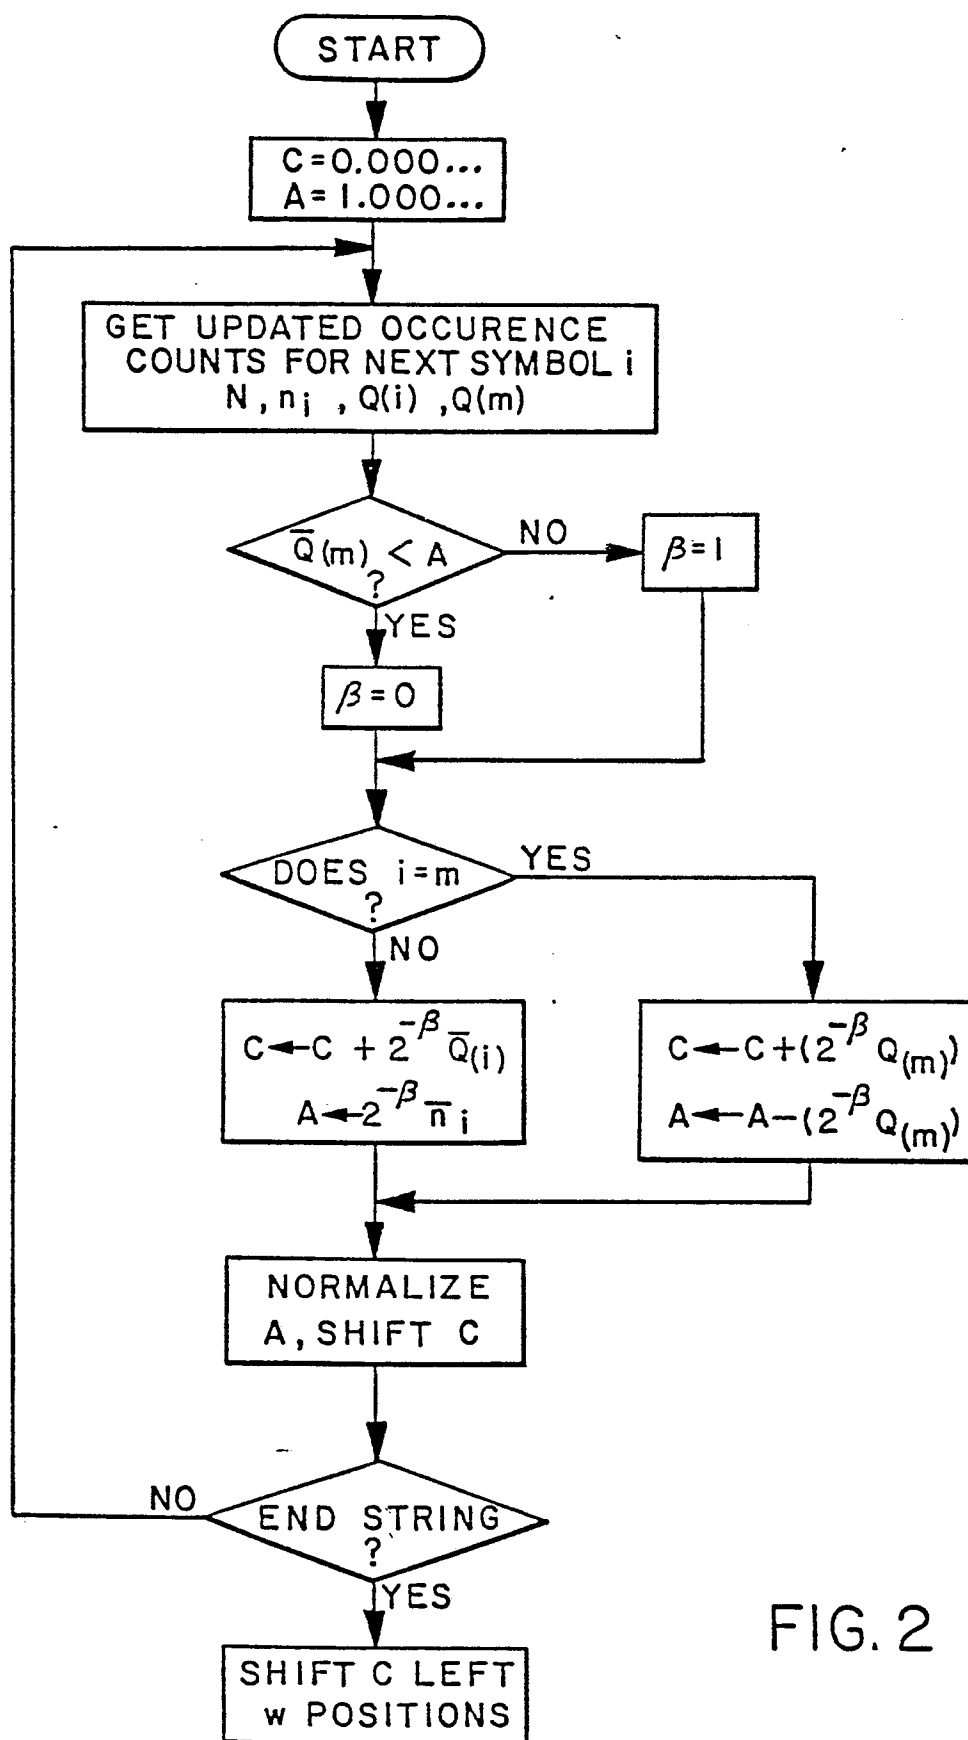 START
C=0.000...
A=1.000...
GET UPDATED OCCURENCE
COUNTS FOR NEXT SYMBOL i
N, nᵢ, Q(i), Q(m)
Q̅(m) < A
?
NO
β=1
YES
β=0
DOES i=m
?
YES
NO
C←C + 2^-β Q̅(i)
A←2^-β n̅ᵢ
C←C+(2^-β Q(m))
A←A-(2^-β Q(m))
NORMALIZE
A, SHIFT C
NO
END STRING
?
YES
SHIFT C LEFT
w POSITIONS
FIG. 2